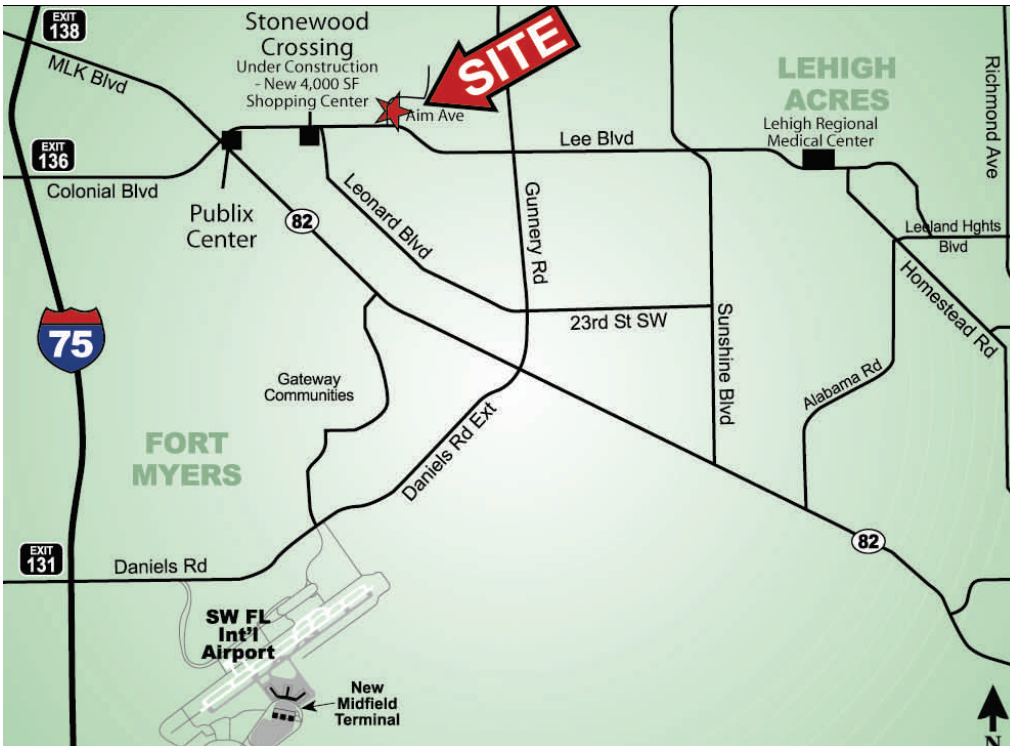 EXIT
138
MLK Blvd
Stonewood
Crossing
Under Construction
- New 4,000 SF
Shopping Center
SITE
Aim Ave
LEHIGH
ACRES
Lehigh Regional
Medical Center
Richmond Ave
EXIT
136
Colonial Blvd
Publix
Center
82
Leonard Blvd
Lee Blvd
Gunnery Rd
Leeland Hghts
Blvd
Homestead Rd
75
23rd St SW
Sunshine Blvd
Gateway
Communities
Alabama Rd
FORT
MYERS
Daniels Rd Ext
EXIT
131
Daniels Rd
82
SW FL
Int'l
Airport
New
Midfield
Terminal
N